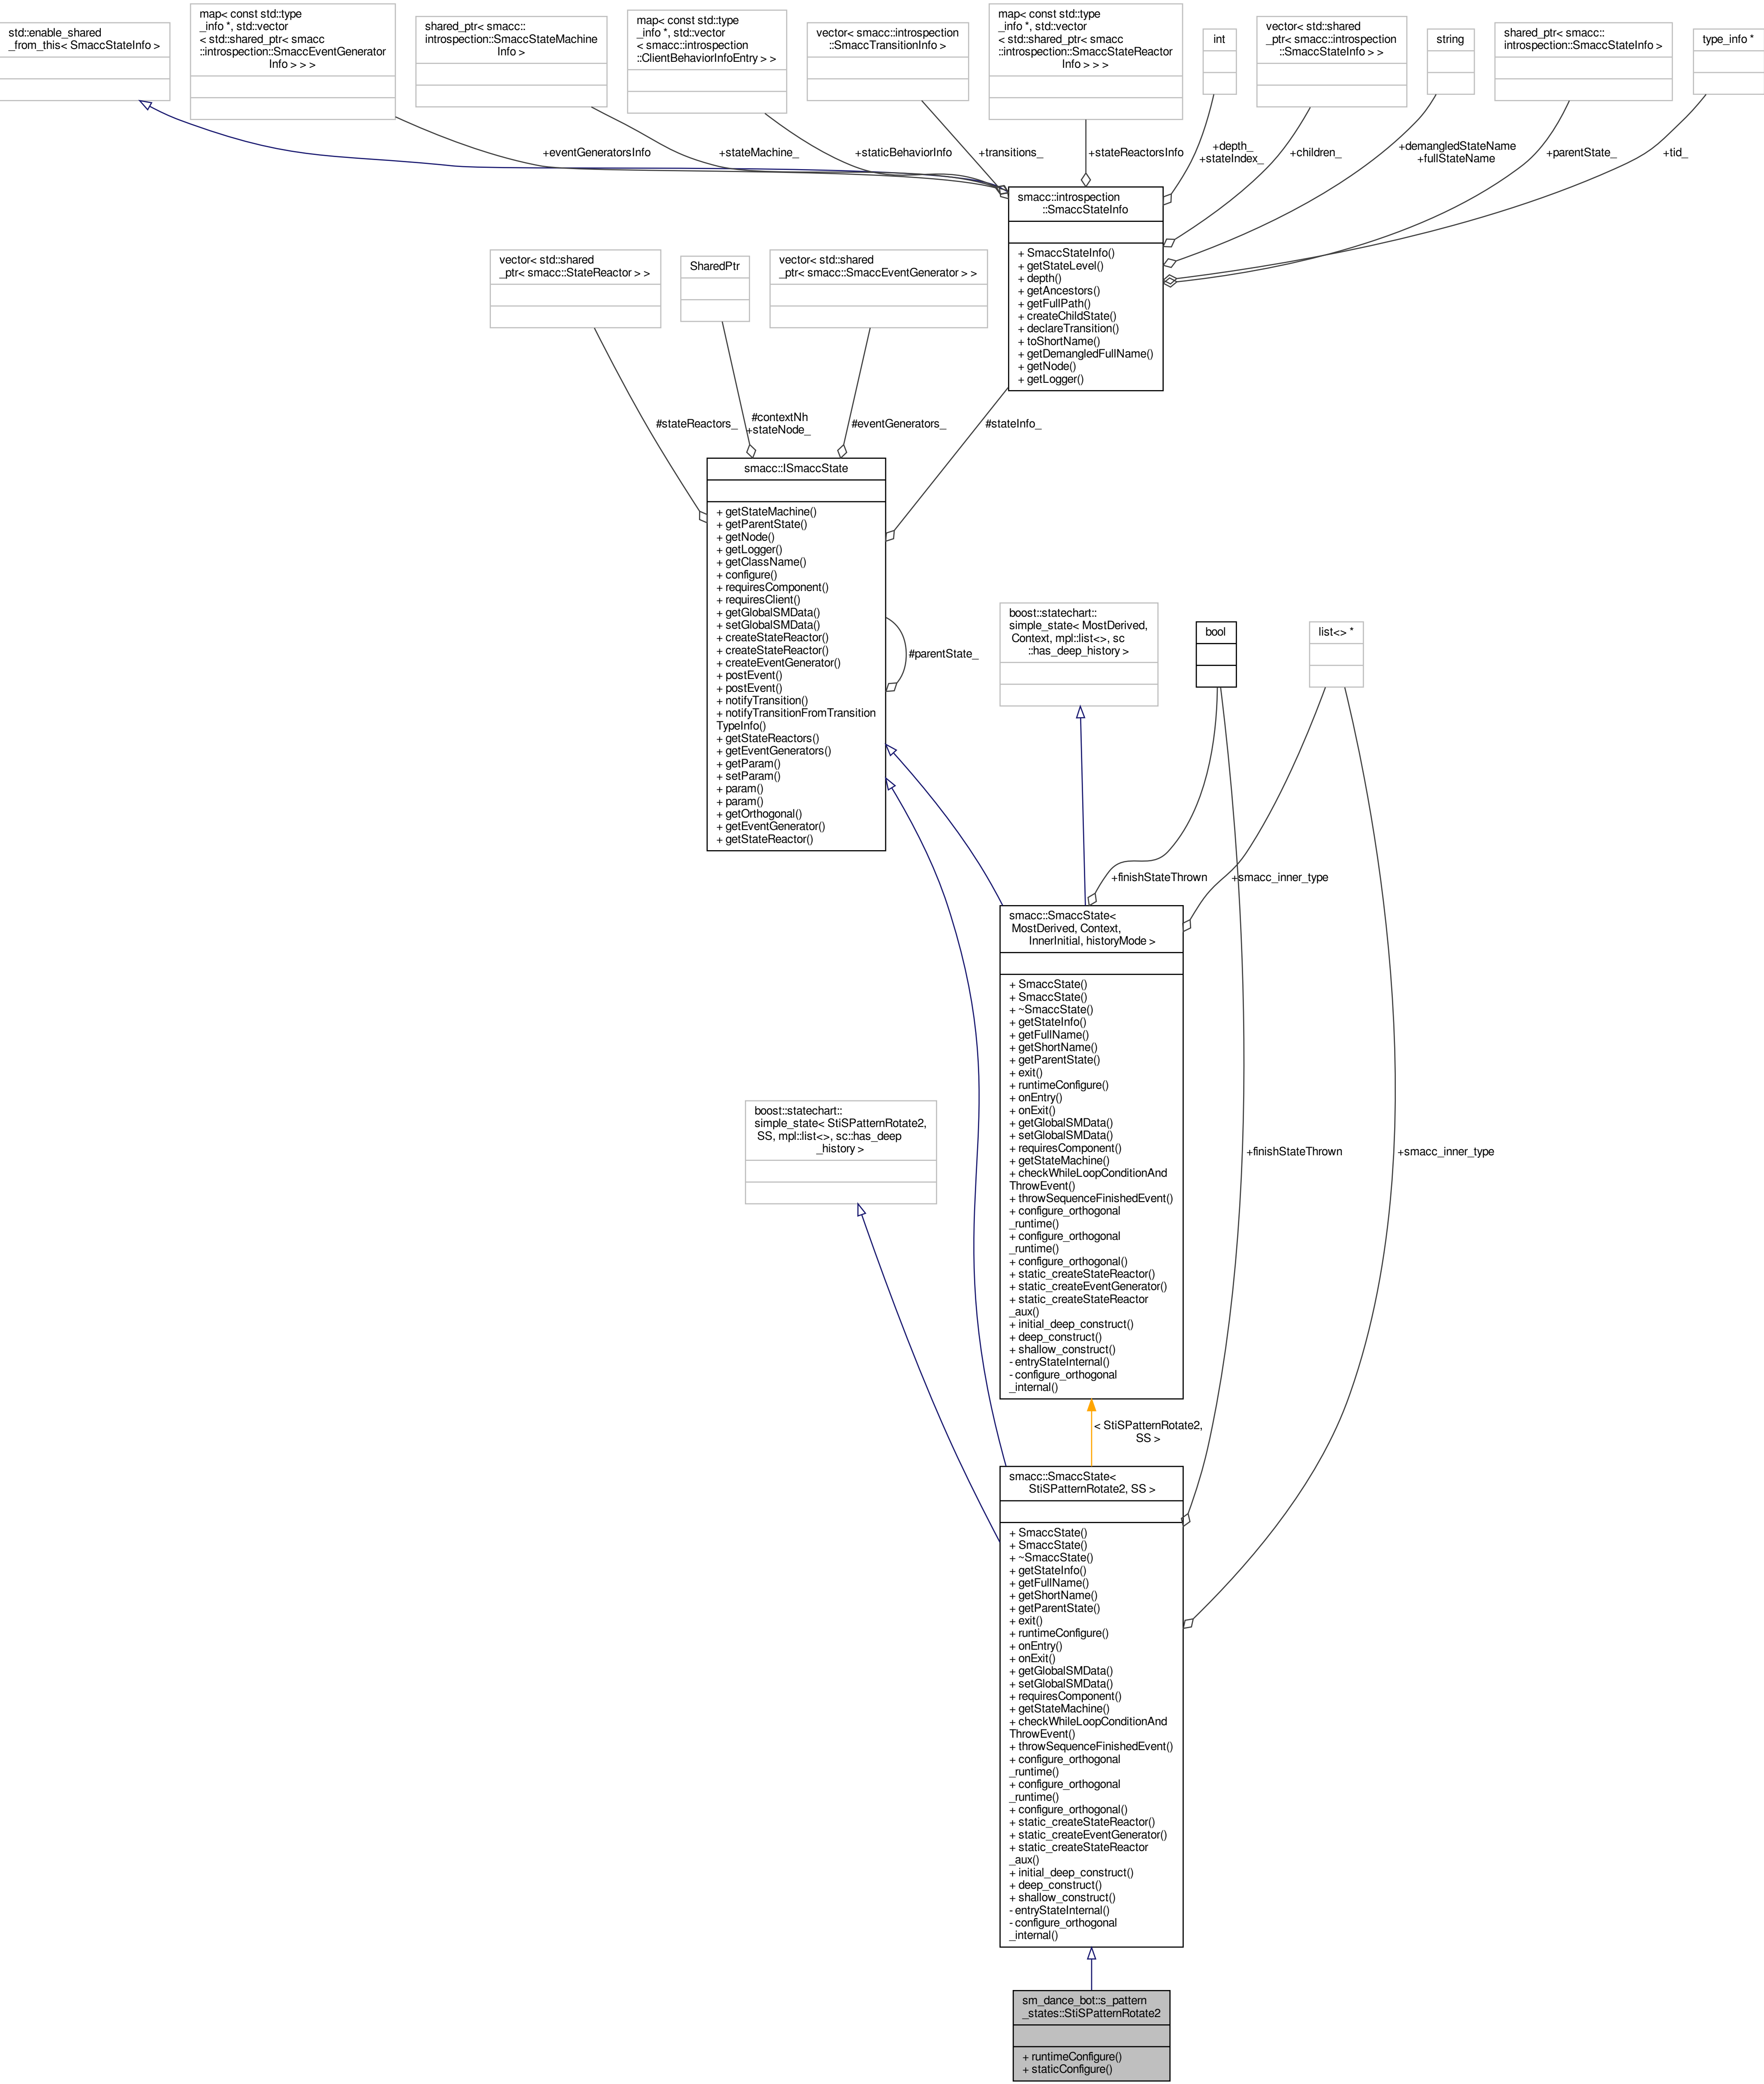 std::enable_shared
_from_this< SmaccStateInfo >
map< const std::type
_info *, std::vector
< std::shared_ptr< smacc
::introspection::SmaccEventGenerator
Info > > >
shared_ptr< smacc::
introspection::SmaccStateMachine
Info >
map< const std::type
_info *, std::vector
< smacc::introspection
::ClientBehaviorInfoEntry > >
vector< smacc::introspection
::SmaccTransitionInfo >
map< const std::type
_info *, std::vector
< std::shared_ptr< smacc
::introspection::SmaccStateReactor
Info > > >
int
vector< std::shared
_ptr< smacc::introspection
::SmaccStateInfo > >
string
shared_ptr< smacc::
introspection::SmaccStateInfo >
type_info *
+eventGeneratorsInfo
+stateMachine_
+staticBehaviorInfo
+transitions_
+stateReactorsInfo
+depth_
+stateIndex_
+children_
+demangledStateName
+fullStateName
+parentState_
+tid_
smacc::introspection
::SmaccStateInfo
+ SmaccStateInfo()
+ getStateLevel()
+ depth()
+ getAncestors()
+ getFullPath()
+ createChildState()
+ declareTransition()
+ toShortName()
+ getDemangledFullName()
+ getNode()
+ getLogger()
vector< std::shared
_ptr< smacc::StateReactor > >
SharedPtr
vector< std::shared
_ptr< smacc::SmaccEventGenerator > >
#stateReactors_
#contextNh
+stateNode_
#eventGenerators_
#stateInfo_
smacc::ISmaccState
+ getStateMachine()
+ getParentState()
+ getNode()
+ getLogger()
+ getClassName()
+ configure()
+ requiresComponent()
+ requiresClient()
+ getGlobalSMData()
+ setGlobalSMData()
+ createStateReactor()
+ createStateReactor()
+ createEventGenerator()
+ postEvent()
+ postEvent()
+ notifyTransition()
+ notifyTransitionFromTransition
TypeInfo()
+ getStateReactors()
+ getEventGenerators()
+ getParam()
+ setParam()
+ param()
+ param()
+ getOrthogonal()
+ getEventGenerator()
+ getStateReactor()
#parentState_
boost::statechart::
simple_state< MostDerived,
Context, mpl::list<>, sc
::has_deep_history >
bool
list<> *
+finishStateThrown
+smacc_inner_type
smacc::SmaccState<
MostDerived, Context,
InnerInitial, historyMode >
+ SmaccState()
+ SmaccState()
+ ~SmaccState()
+ getStateInfo()
+ getFullName()
+ getShortName()
+ getParentState()
+ exit()
+ runtimeConfigure()
+ onEntry()
+ onExit()
+ getGlobalSMData()
+ setGlobalSMData()
+ requiresComponent()
+ getStateMachine()
+ checkWhileLoopConditionAnd
ThrowEvent()
+ throwSequenceFinishedEvent()
+ configure_orthogonal
_runtime()
+ configure_orthogonal
_runtime()
+ configure_orthogonal()
+ static_createStateReactor()
+ static_createEventGenerator()
+ static_createStateReactor
_aux()
+ initial_deep_construct()
+ deep_construct()
+ shallow_construct()
- entryStateInternal()
- configure_orthogonal
_internal()
boost::statechart::
simple_state< StiSPatternRotate2,
SS, mpl::list<>, sc::has_deep
_history >
+finishStateThrown
+smacc_inner_type
< StiSPatternRotate2,
SS >
smacc::SmaccState<
StiSPatternRotate2, SS >
+ SmaccState()
+ SmaccState()
+ ~SmaccState()
+ getStateInfo()
+ getFullName()
+ getShortName()
+ getParentState()
+ exit()
+ runtimeConfigure()
+ onEntry()
+ onExit()
+ getGlobalSMData()
+ setGlobalSMData()
+ requiresComponent()
+ getStateMachine()
+ checkWhileLoopConditionAnd
ThrowEvent()
+ throwSequenceFinishedEvent()
+ configure_orthogonal
_runtime()
+ configure_orthogonal
_runtime()
+ configure_orthogonal()
+ static_createStateReactor()
+ static_createEventGenerator()
+ static_createStateReactor
_aux()
+ initial_deep_construct()
+ deep_construct()
+ shallow_construct()
- entryStateInternal()
- configure_orthogonal
_internal()
sm_dance_bot::s_pattern
_states::StiSPatternRotate2
+ runtimeConfigure()
+ staticConfigure()